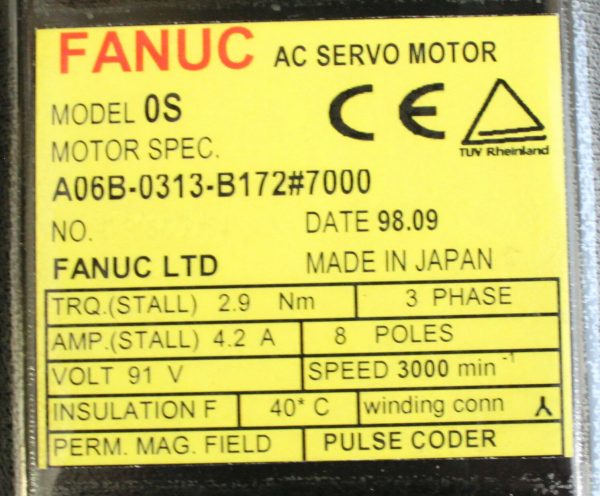 FANUC AC SERVO MOTOR
MODEL 0S
MOTOR SPEC.
CE
TUV Rheinland
A06B-0313-B172#7000
NO. DATE 98.09
FANUC LTD MADE IN JAPAN
TRQ.(STALL) 2.9 Nm 3 PHASE
AMP.(STALL) 4.2 A 8 POLES
VOLT 91 V SPEED 3000 min⁻¹
INSULATION F 40* C winding conn
PERM. MAG. FIELD PULSE CODER